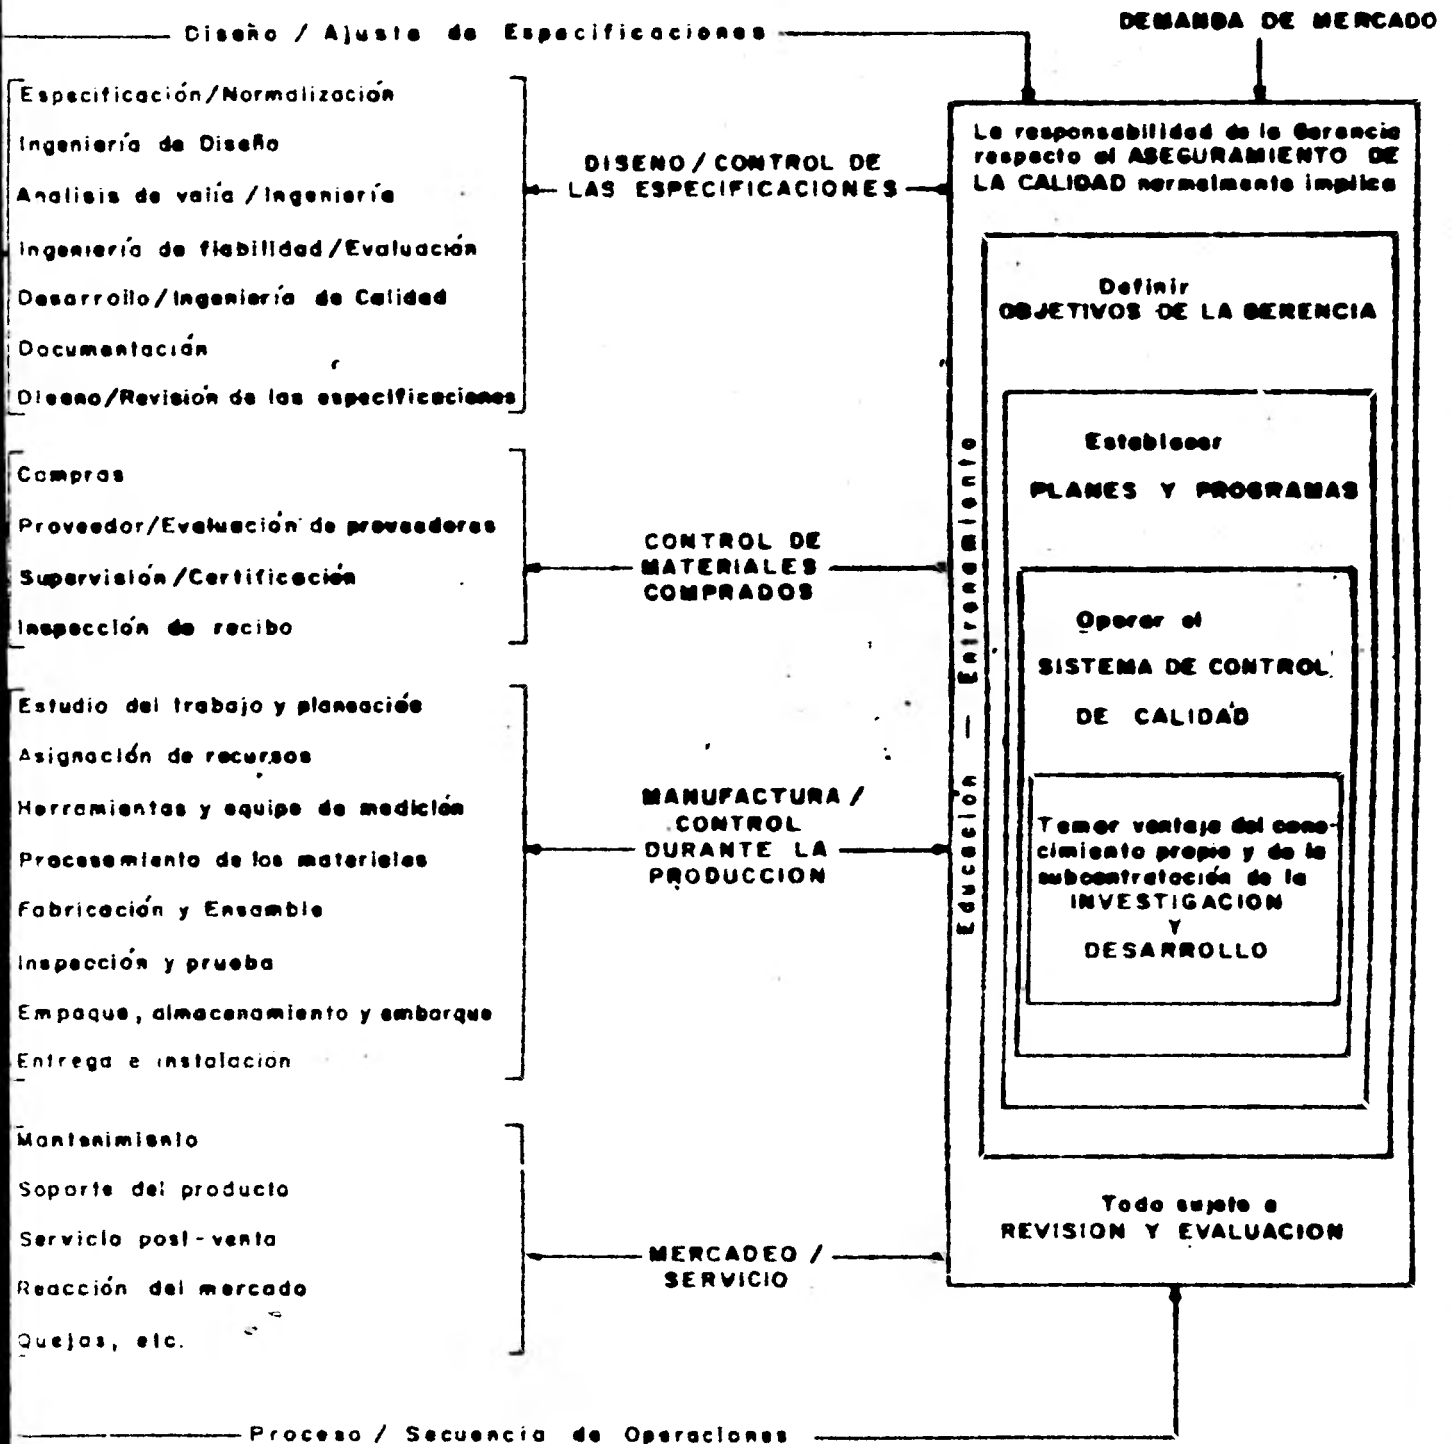 Diseño / Ajuste de Especificaciones
DEMANDA DE MERCADO
Especificación/Normalización
Ingeniería de Diseño
Análisis de valía / Ingeniería
Ingeniería de fiabilidad/Evaluación
Desarrollo/Ingeniería de Calidad
Documentación
Diseno/Revisión de las especificaciones
DISENO / CONTROL DE
LAS ESPECIFICACIONES
Compras
Proveedor/Evaluación de proveedores
Supervisión/Certificación
Inspección de recibo
CONTROL DE
MATERIALES
COMPRADOS
Estudio del trabajo y planeación
Asignación de recursos
Herramientas y equipo de medición
Procesamiento de los materiales
Fabricación y Ensamble
Inspección y prueba
Empaque, almacenamiento y embarque
Entrega e instalación
MANUFACTURA /
CONTROL
DURANTE LA
PRODUCCION
Mantenimiento
Soporte del producto
Servicio post-venta
Reacción del mercado
Quejas, etc.
MERCADEO /
SERVICIO
Proceso / Secuencia de Operaciones
La responsabilidad de la Gerencia
respecto al ASEGURAMIENTO DE
LA CALIDAD normalmente implica
Educación — Entrenamiento
Definir
OBJETIVOS DE LA GERENCIA
Establecer
PLANES Y PROGRAMAS
Operar el
SISTEMA DE CONTROL
DE CALIDAD
Tomar ventaja del cono-
cimiento propio y de la
subcontratación de la
INVESTIGACION
Y
DESARROLLO
Todo sujeto a
REVISION Y EVALUACION